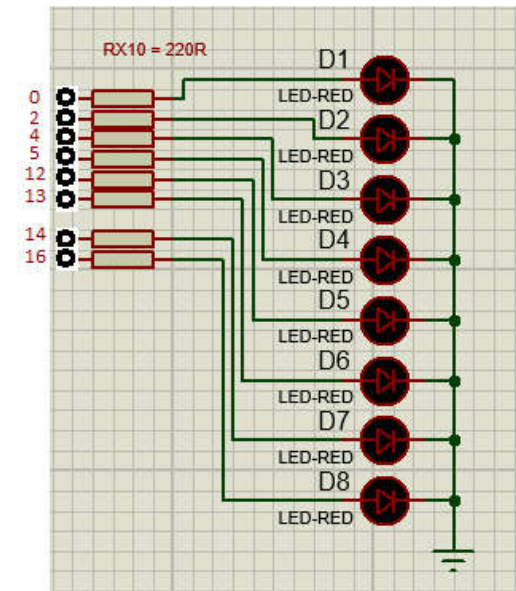 RX10 = 220R
0
2
4
5
12
13
14
16
D1
LED-RED
D2
LED-RED
D3
LED-RED
D4
LED-RED
D5
LED-RED
D6
LED-RED
D7
LED-RED
D8
LED-RED